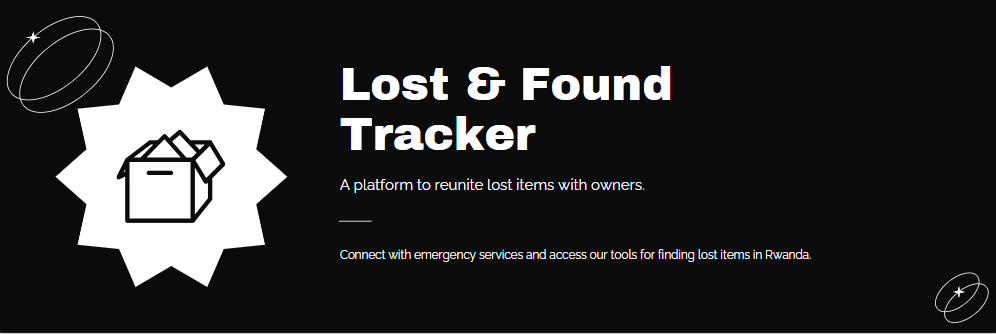 Lost & Found
Tracker
A platform to reunite lost items with owners.
Connect with emergency services and access our tools for finding lost items in Rwanda.